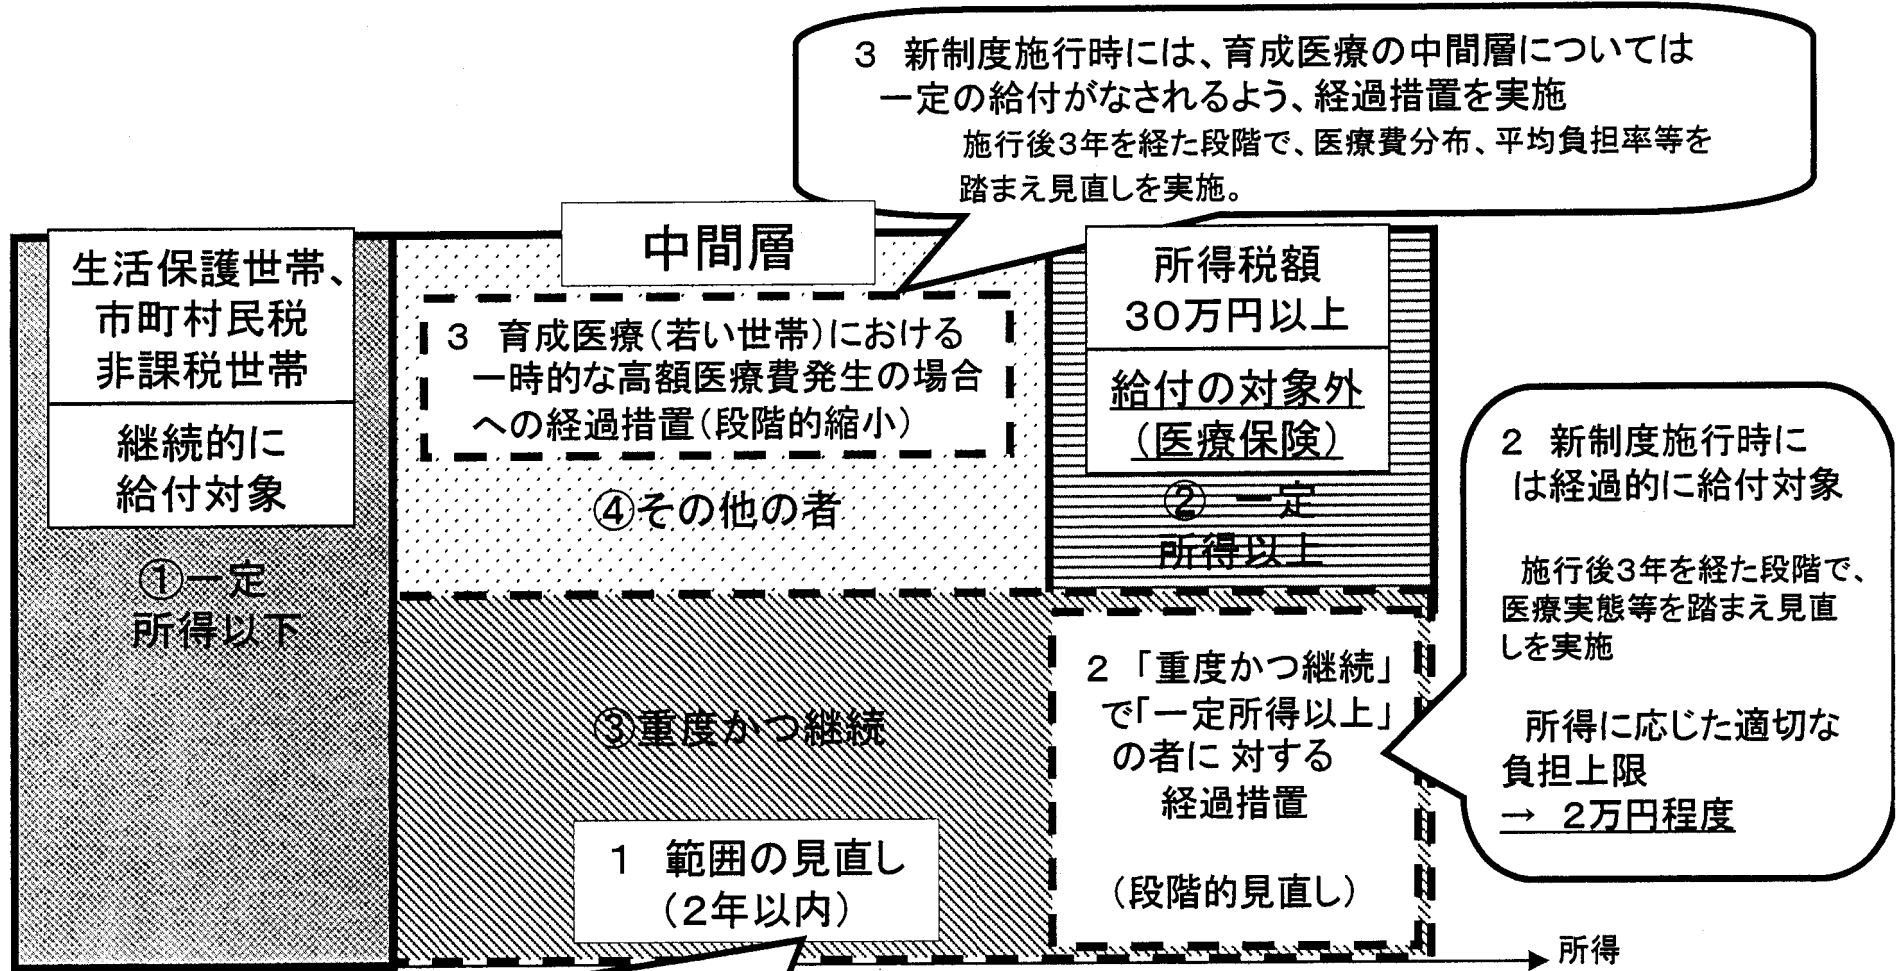 3 新制度施行時には、育成医療の中間層については
一定の給付がなされるよう、経過措置を実施
施行後3年を経た段階で、医療費分布、平均負担率等を
踏まえ見直しを実施。
生活保護世帯、
市町村民税
非課税世帯
継続的に
給付対象
①一定
所得以下
中間層
3 育成医療(若い世帯)における
一時的な高額医療費発生の場合
への経過措置(段階的縮小)
④その他の者
③重度かつ継続
1 範囲の見直し
(2年以内)
所得税額
30万円以上
給付の対象外
(医療保険)
② 一定
所得以上
2 「重度かつ継続」
で「一定所得以上」
の者に 対する
経過措置
(段階的見直し)
2 新制度施行時に
は経過的に給付対象
施行後3年を経た段階で、
医療実態等を踏まえ見直
しを実施
所得に応じた適切な
負担上限
→ 2万円程度
所得